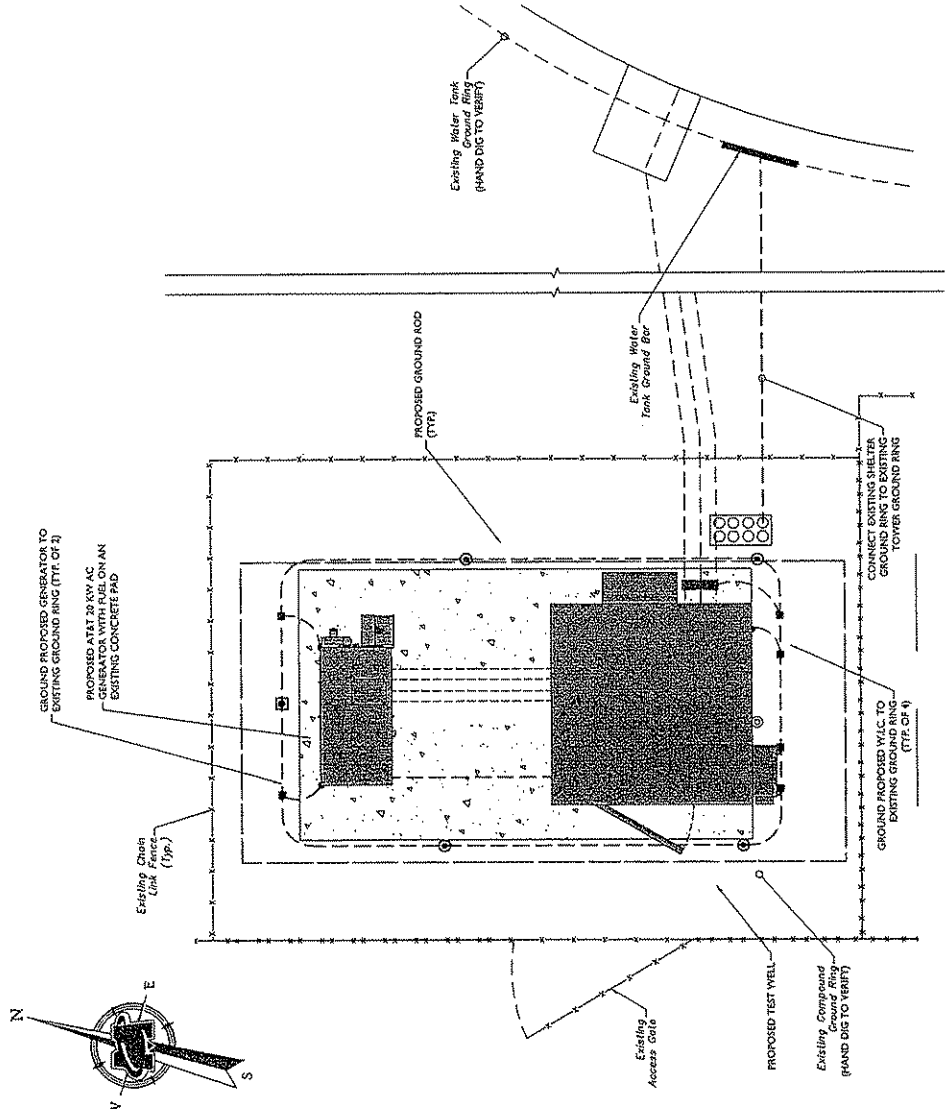 Existing Water Tank
Ground Ring
(HAND DIG TO VERIFY)
PROPOSED GROUND ROD
(TYP.)
GROUND PROPOSED GENERATOR TO
EXISTING GROUND RING (TYP. OF 2)
PROPOSED AT&T 20 KW AC
GENERATOR WITH FUEL ON AN
EXISTING CONCRETE PAD
Existing Chain
Link Fence
(Typ.)
N
E
S
Existing Water
Tank Ground Bar
CONNECT EXISTING SHELTER
GROUND RING TO EXISTING
TOWER GROUND RING
GROUND PROPOSED W.I.C. TO
EXISTING GROUND RING
(TYP. OF 4)
Existing
Access Gate
PROPOSED TEST WELL
Existing Compound
Ground Ring
(HAND DIG TO VERIFY)